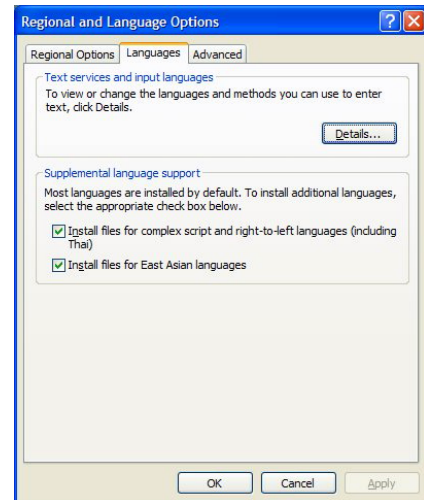 Regional and Language Options
Regional Options Languages Advanced
Text services and input languages
To view or change the languages and methods you can use to enter
text, click Details.
Details...
Supplemental language support
Most languages are installed by default. To install additional languages,
select the appropriate check box below.
Install files for complex script and right-to-left languages (including
Thai)
Install files for East Asian languages
OK Cancel Apply